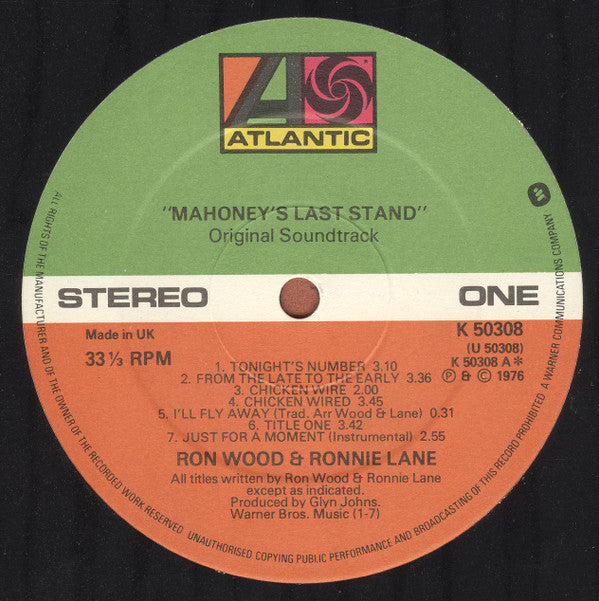 ATLANTIC
"MAHONEY'S LAST STAND"
Original Soundtrack
STEREO
ONE
Made in UK
33⅓ RPM
K 50308
(U 50308)
K 50308 A*
℗ & © 1976
1. TONIGHT'S NUMBER 3.10
2. FROM THE LATE TO THE EARLY 3.36
3. CHICKEN WIRE 2.00
4. CHICKEN WIRED 3.45
5. I'LL FLY AWAY (Trad. Arr Wood & Lane) 0.31
6. TITLE ONE 3.42
7. JUST FOR A MOMENT (Instrumental) 2.55
RON WOOD & RONNIE LANE
All titles written by Ron Wood & Ronnie Lane
except as indicated.
Produced by Glyn Johns.
Warner Bros. Music (1-7)
ALL RIGHTS OF THE MANUFACTURER AND OF THE OWNER OF THE RECORDED WORK RESERVED UNAUTHORISED COPYING PUBLIC PERFORMANCE AND BROADCASTING OF THIS RECORD PROHIBITED A WARNER COMMUNICATIONS COMPANY